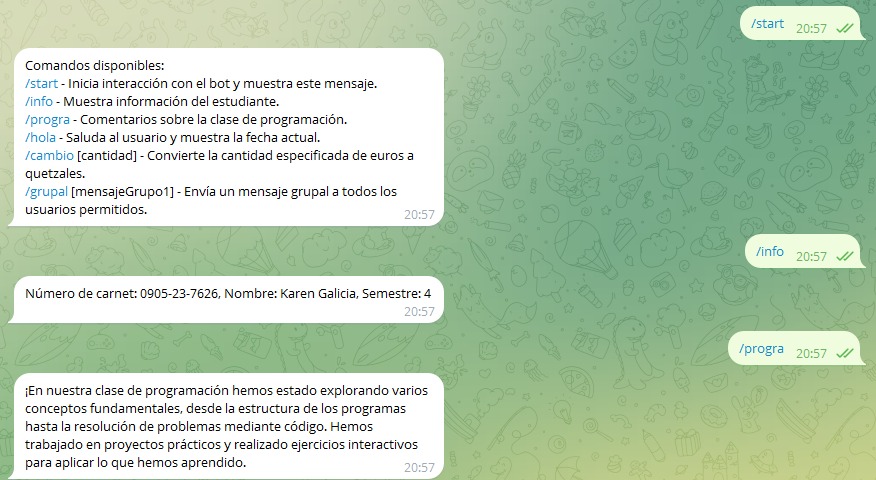 /start
20:57
Comandos disponibles:
/start - Inicia interacción con el bot y muestra este mensaje.
/info - Muestra información del estudiante.
/progra - Comentarios sobre la clase de programación.
/hola - Saluda al usuario y muestra la fecha actual.
/cambio [cantidad] - Convierte la cantidad especificada de euros a
quetzales.
/grupal [mensajeGrupo1] - Envía un mensaje grupal a todos los
usuarios permitidos.
20:57
/info
20:57
Número de carnet: 0905-23-7626, Nombre: Karen Galicia, Semestre: 4
20:57
/progra
20:57
¡En nuestra clase de programación hemos estado explorando varios
conceptos fundamentales, desde la estructura de los programas
hasta la resolución de problemas mediante código. Hemos
trabajado en proyectos prácticos y realizado ejercicios interactivos
para aplicar lo que hemos aprendido.
20:57